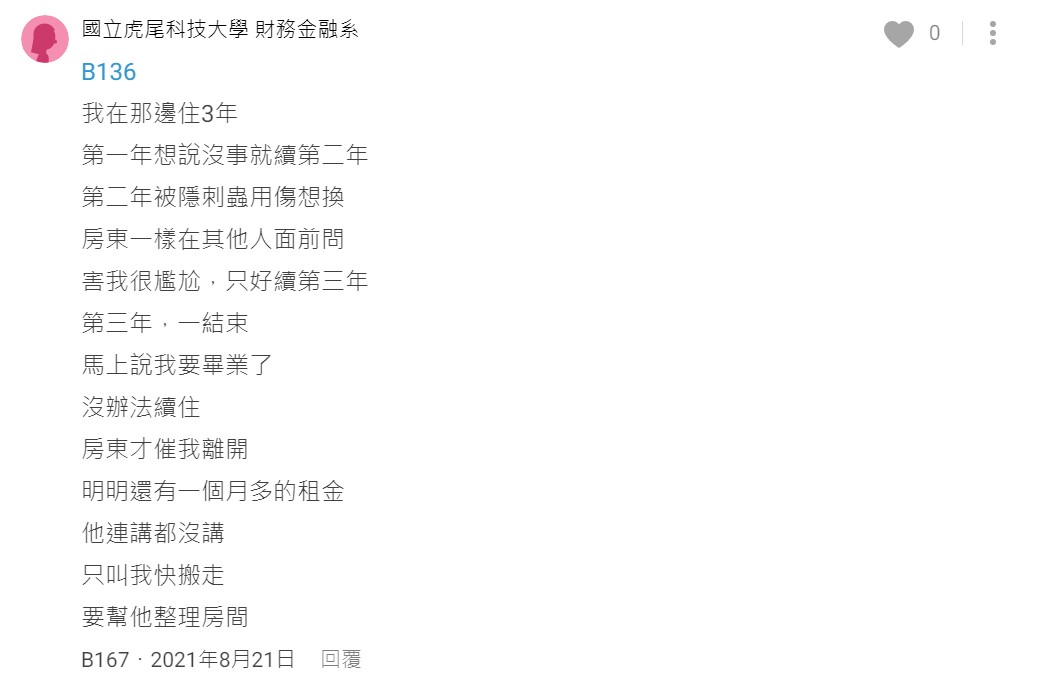 國立虎尾科技大學 財務金融系
0
B136
我在那邊住3年
第一年想說沒事就續第二年
第二年被隱刺蟲用傷想換
房東一樣在其他人面前問
害我很尷尬，只好續第三年
第三年，一結束
馬上說我要畢業了
沒辦法續住
房東才催我離開
明明還有一個月多的租金
他連講都沒講
只叫我快搬走
要幫他整理房間
B167．2021年8月21日 回覆